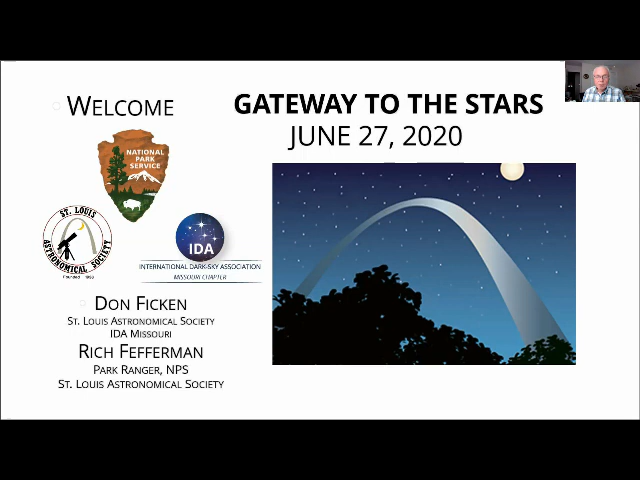 WELCOME
GATEWAY TO THE STARS
JUNE 27, 2020
NATIONAL
PARK
SERVICE
ST. LOUIS
ASTRONOMICAL SOCIETY
IDA
INTERNATIONAL DARK-SKY ASSOCIATION
MISSOURI CHAPTER
DON FICKEN
ST. LOUIS ASTRONOMICAL SOCIETY
IDA MISSOURI
RICH FEFFERMAN
PARK RANGER, NPS
ST. LOUIS ASTRONOMICAL SOCIETY